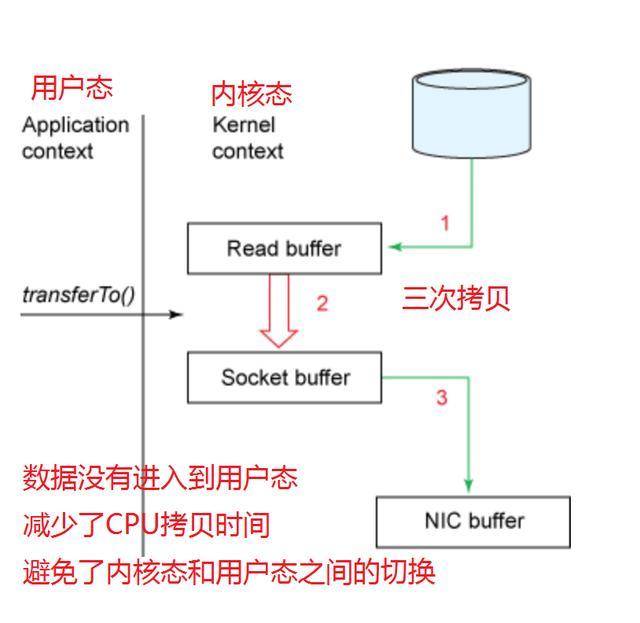 用户态
内核态
Application
context
Kernel
context
1
Read buffer
transferTo()
2
三次拷贝
Socket buffer
3
数据没有进入到用户态
减少了CPU拷贝时间
NIC buffer
避免了内核态和用户态之间的切换